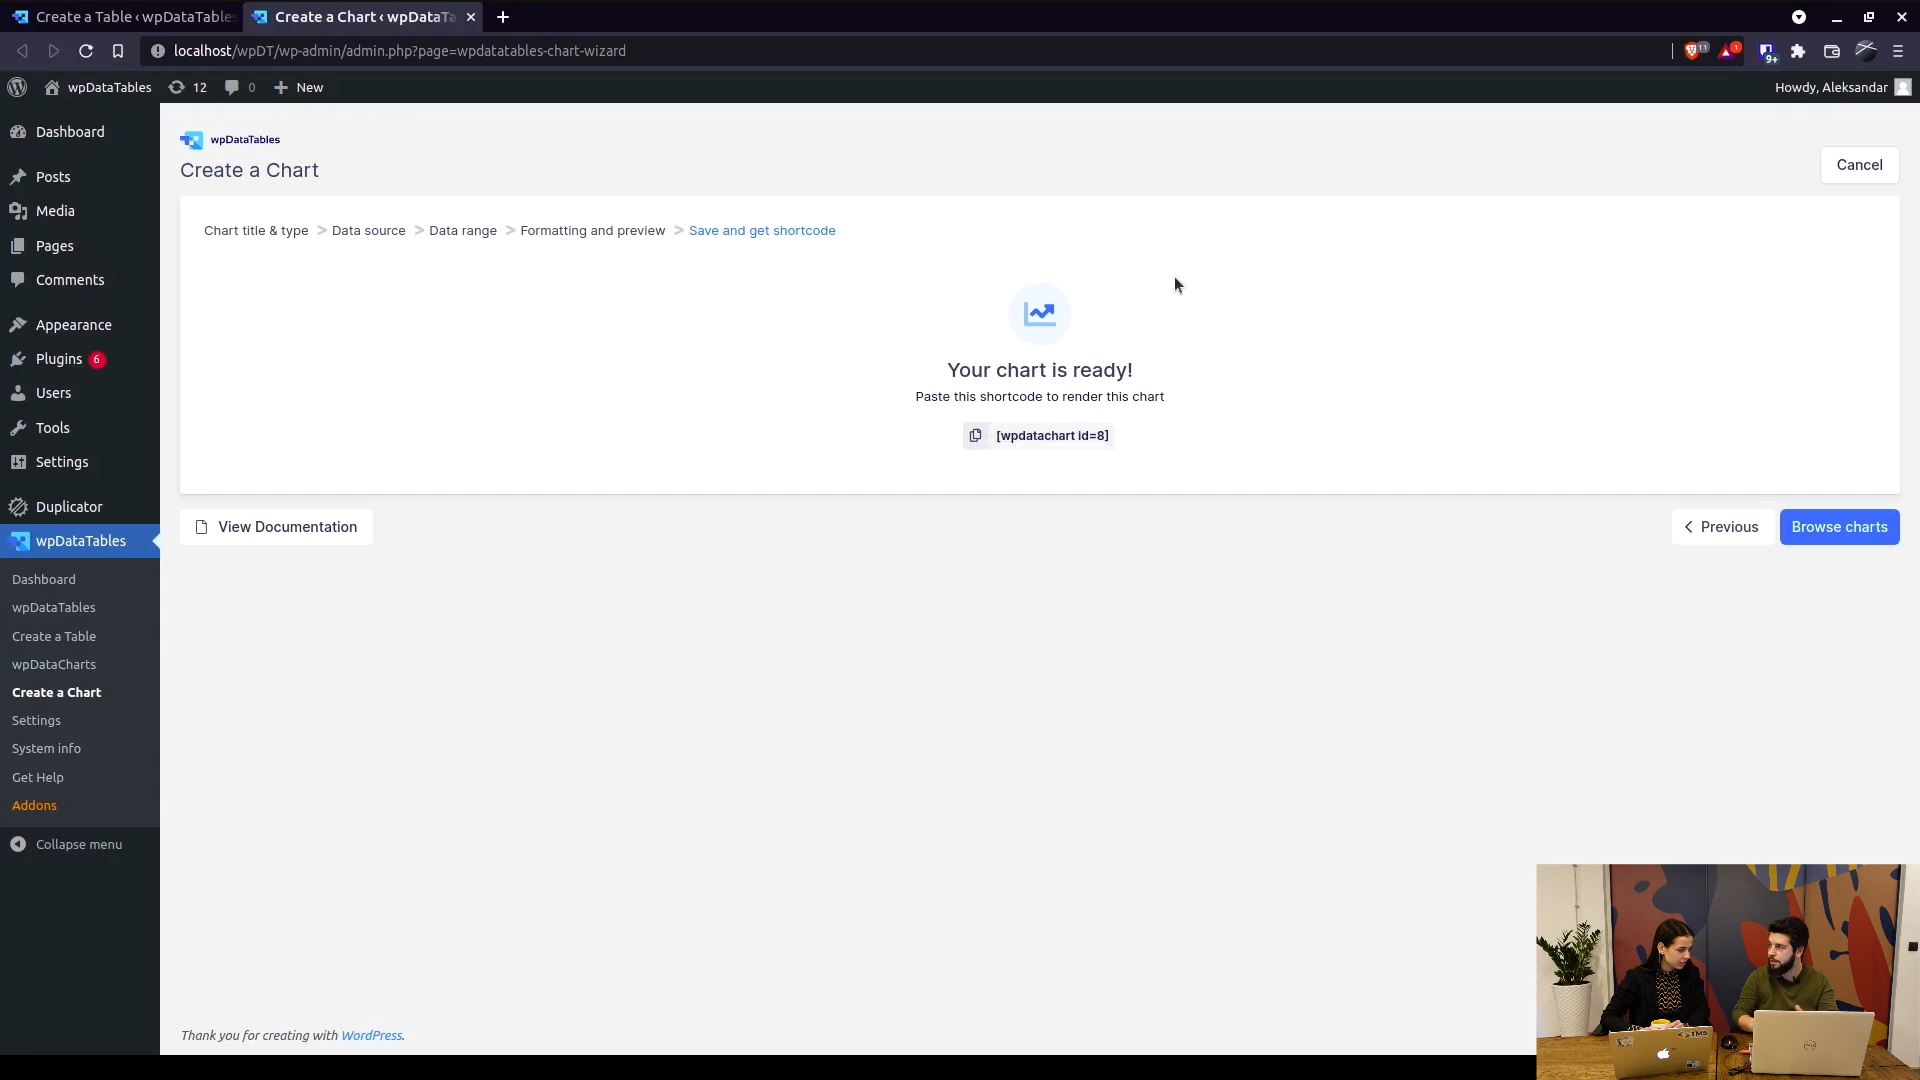 Create a Table ‹ wpDataTables
Create a Chart ‹ wpDataTa
localhost/wpDT/wp-admin/admin.php?page=wpdatatables-chart-wizard
11
1
9+
wpDataTables
12
0
New
Howdy, Aleksandar
Dashboard
Posts
Media
Pages
Comments
Appearance
Plugins 6
Users
Tools
Settings
Duplicator
wpDataTables
Dashboard
wpDataTables
Create a Table
wpDataCharts
Create a Chart
Settings
System info
Get Help
Addons
Collapse menu
wpDataTables
Create a Chart
Cancel
Chart title & type > Data source > Data range > Formatting and preview > Save and get shortcode
Your chart is ready!
Paste this shortcode to render this chart
[wpdatachart id=8]
View Documentation
Previous
Browse charts
Thank you for creating with WordPress.
TMS